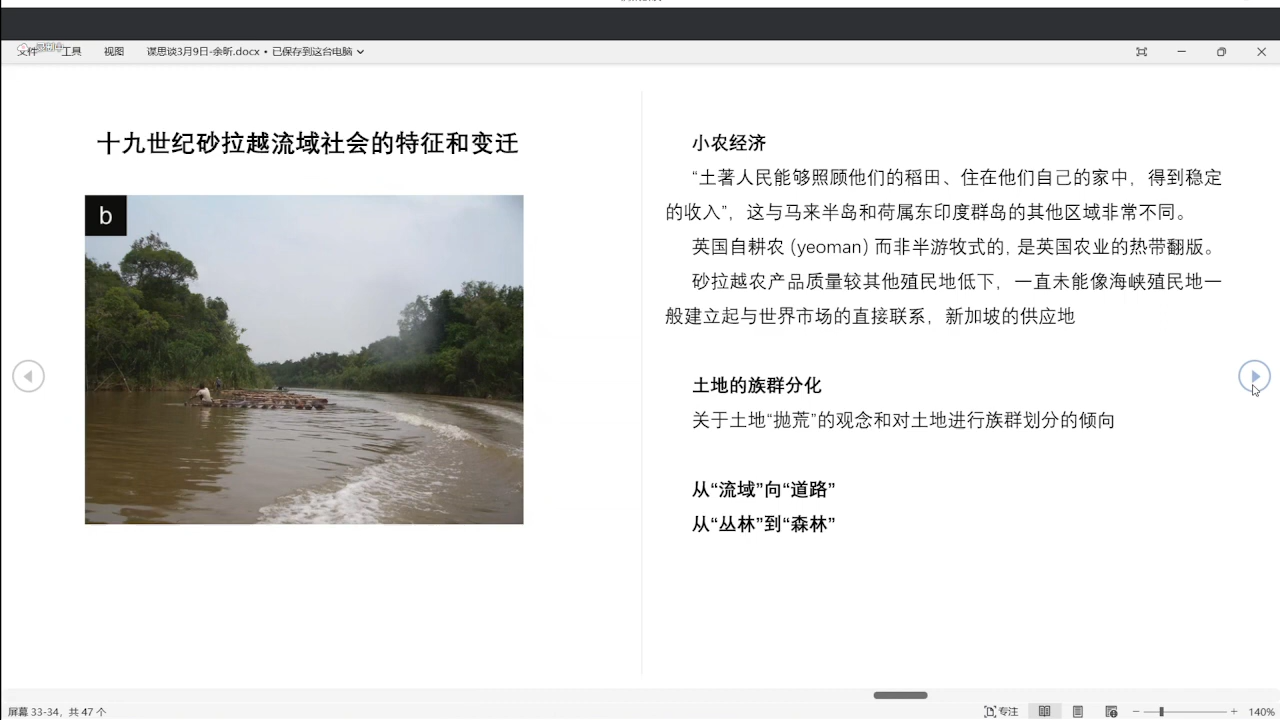 文件
工具
视图
谋思谈3月9日-余昕.docx • 已保存到这台电脑
十九世纪砂拉越流域社会的特征和变迁
b
小农经济
“土著人民能够照顾他们的稻田、住在他们自己的家中，得到稳定
的收入”，这与马来半岛和荷属东印度群岛的其他区域非常不同。
英国自耕农 (yeoman) 而非半游牧式的, 是英国农业的热带翻版。
砂拉越农产品质量较其他殖民地低下，一直未能像海峡殖民地一
般建立起与世界市场的直接联系，新加坡的供应地
土地的族群分化
关于土地“抛荒”的观念和对土地进行族群划分的倾向
从“流域”向“道路”
从“丛林”到“森林”
屏幕 33-34，共 47 个
专注
140%